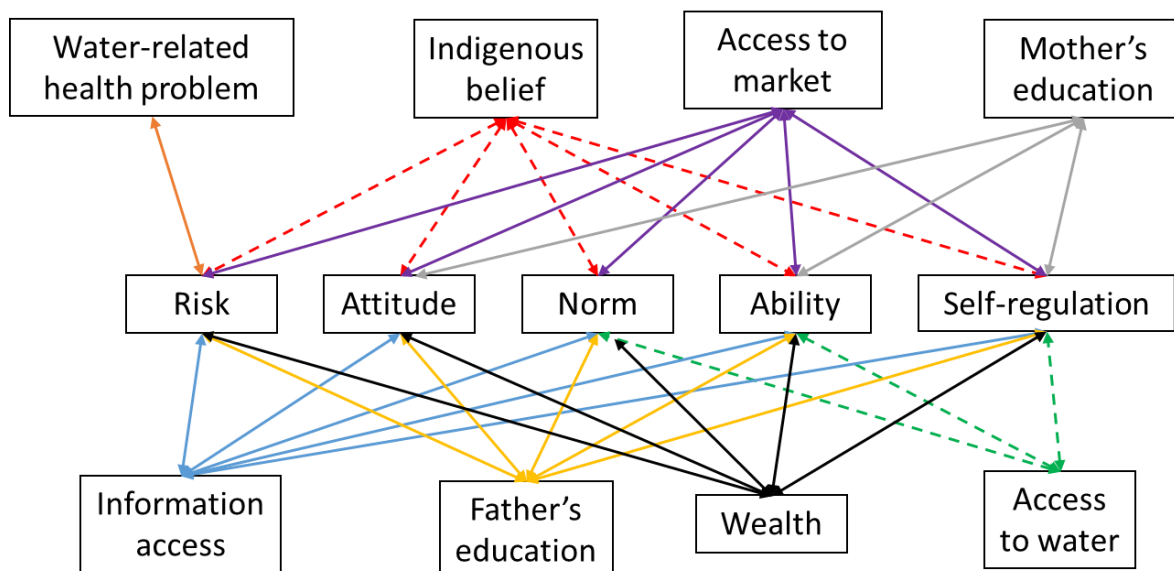 Water-related
health problem
Indigenous
belief
Access to
market
Mother’s
education
Risk
Attitude
Norm
Ability
Self-regulation
Information
access
Father’s
education
Wealth
Access
to water